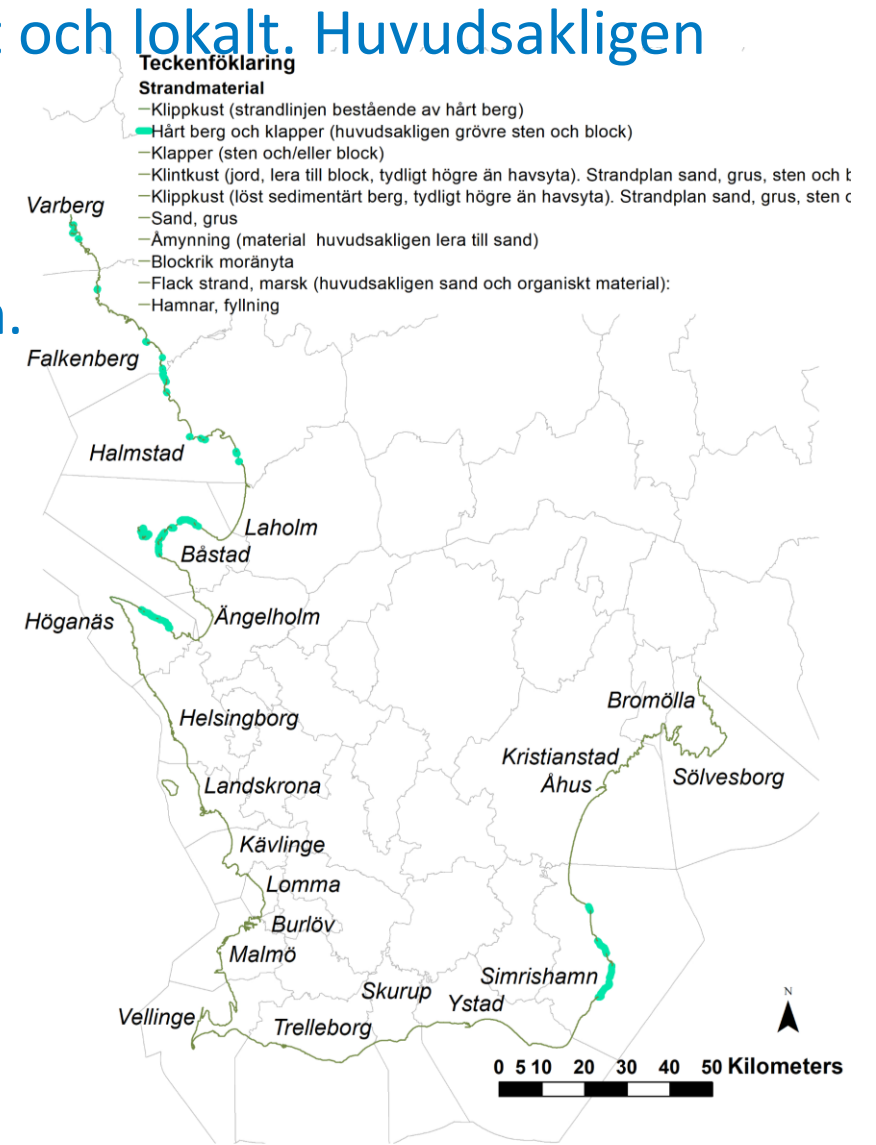 t och lokalt. Huvudsakligen
Teckenföklaring
Strandmaterial
Klippkust (strandlinjen bestående av hårt berg)
Hårt berg och klapper (huvudsakligen grövre sten och block)
Klapper (sten och/eller block)
Klintkust (jord, lera till block, tydligt högre än havsyta). Strandplan sand, grus, sten och
Klippkust (löst sedimentärt berg, tydligt högre än havsyta). Strandplan sand, grus, sten
Sand, grus
Åmynning (material huvudsakligen lera till sand)
Blockrik moränyta
Flack strand, marsk (huvudsakligen sand och organiskt material):
Hamnar, fyllning
Varberg
Falkenberg
Halmstad
Laholm
Båstad
Höganäs
Ängelholm
Helsingborg
Landskrona
Kävlinge
Lomma
Burlöv
Malmö
Vellinge
Trelleborg
Skurup
Ystad
Simrishamn
Bromölla
Kristianstad
Åhus
Sölvesborg
N
0 5 10 20 30 40 50 Kilometers